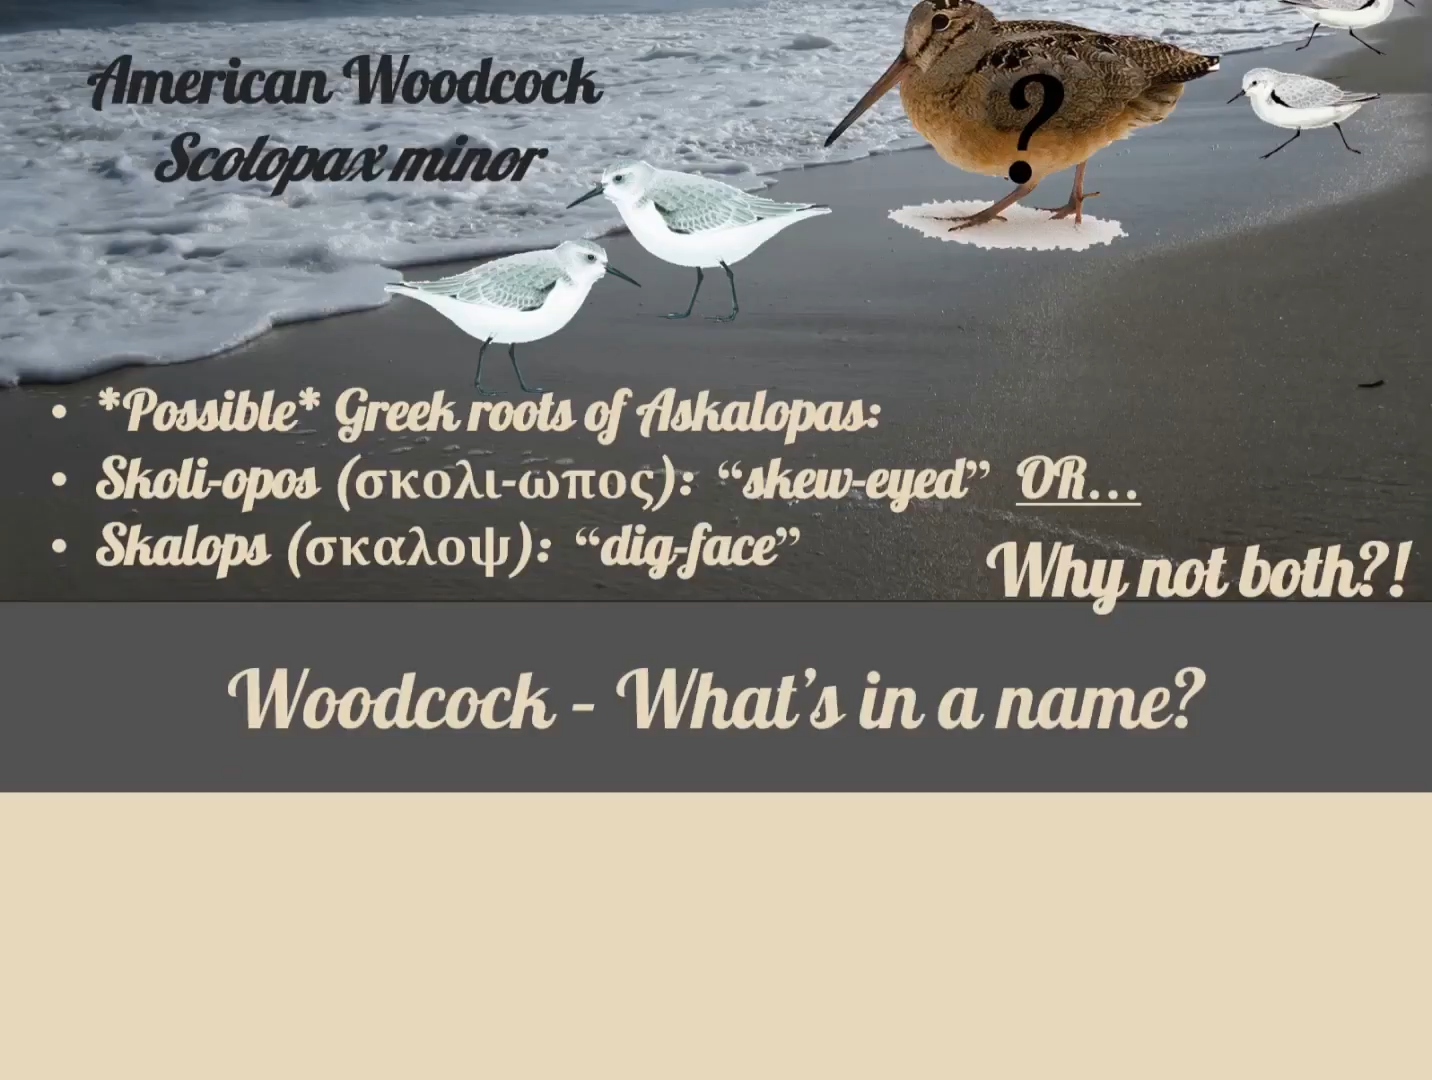 American Woodcock
Scolopax minor
?
• *Possible* Greek roots of Askalopas:
• Skoli-opos (σκολι-ωπος): “skew-eyed” OR...
• Skalops (σκαλοψ): “dig-face”
Why not both?!
Woodcock – What’s in a name?